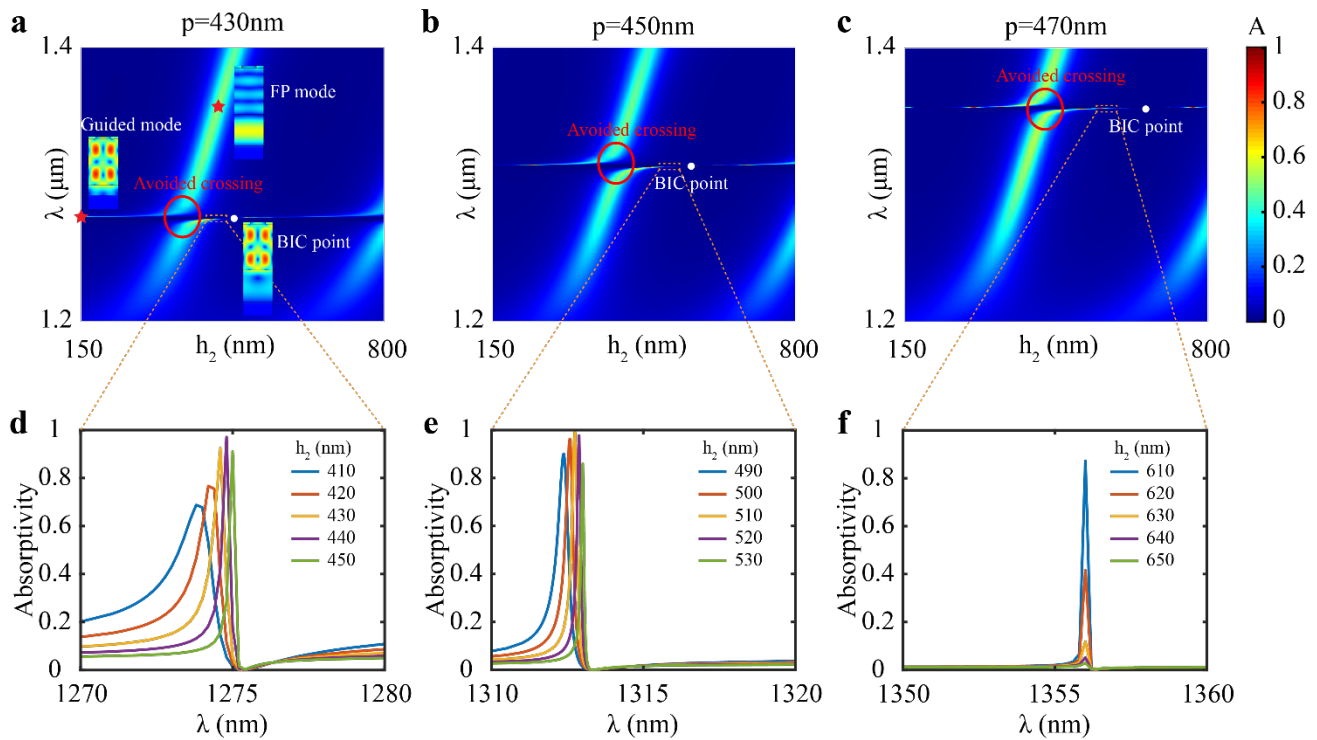 a
p=430nm
1.4
λ (μm)
1.2
150
h2 (nm)
800
Guided mode
FP mode
Avoided crossing
BIC point
b
p=450nm
1.4
λ (μm)
1.2
150
h2 (nm)
800
Avoided crossing
BIC point
c
p=470nm
1.4
λ (μm)
1.2
150
h2 (nm)
800
Avoided crossing
BIC point
A
1
0.8
0.6
0.4
0.2
0
d
1
0.8
0.6
0.4
0.2
0
Absorptivity
h2 (nm)
410
420
430
440
450
1270
1275
1280
λ (nm)
e
1
0.8
0.6
0.4
0.2
0
Absorptivity
h2 (nm)
490
500
510
520
530
1310
1315
1320
λ (nm)
f
1
0.8
0.6
0.4
0.2
0
Absorptivity
h2 (nm)
610
620
630
640
650
1350
1355
1360
λ (nm)